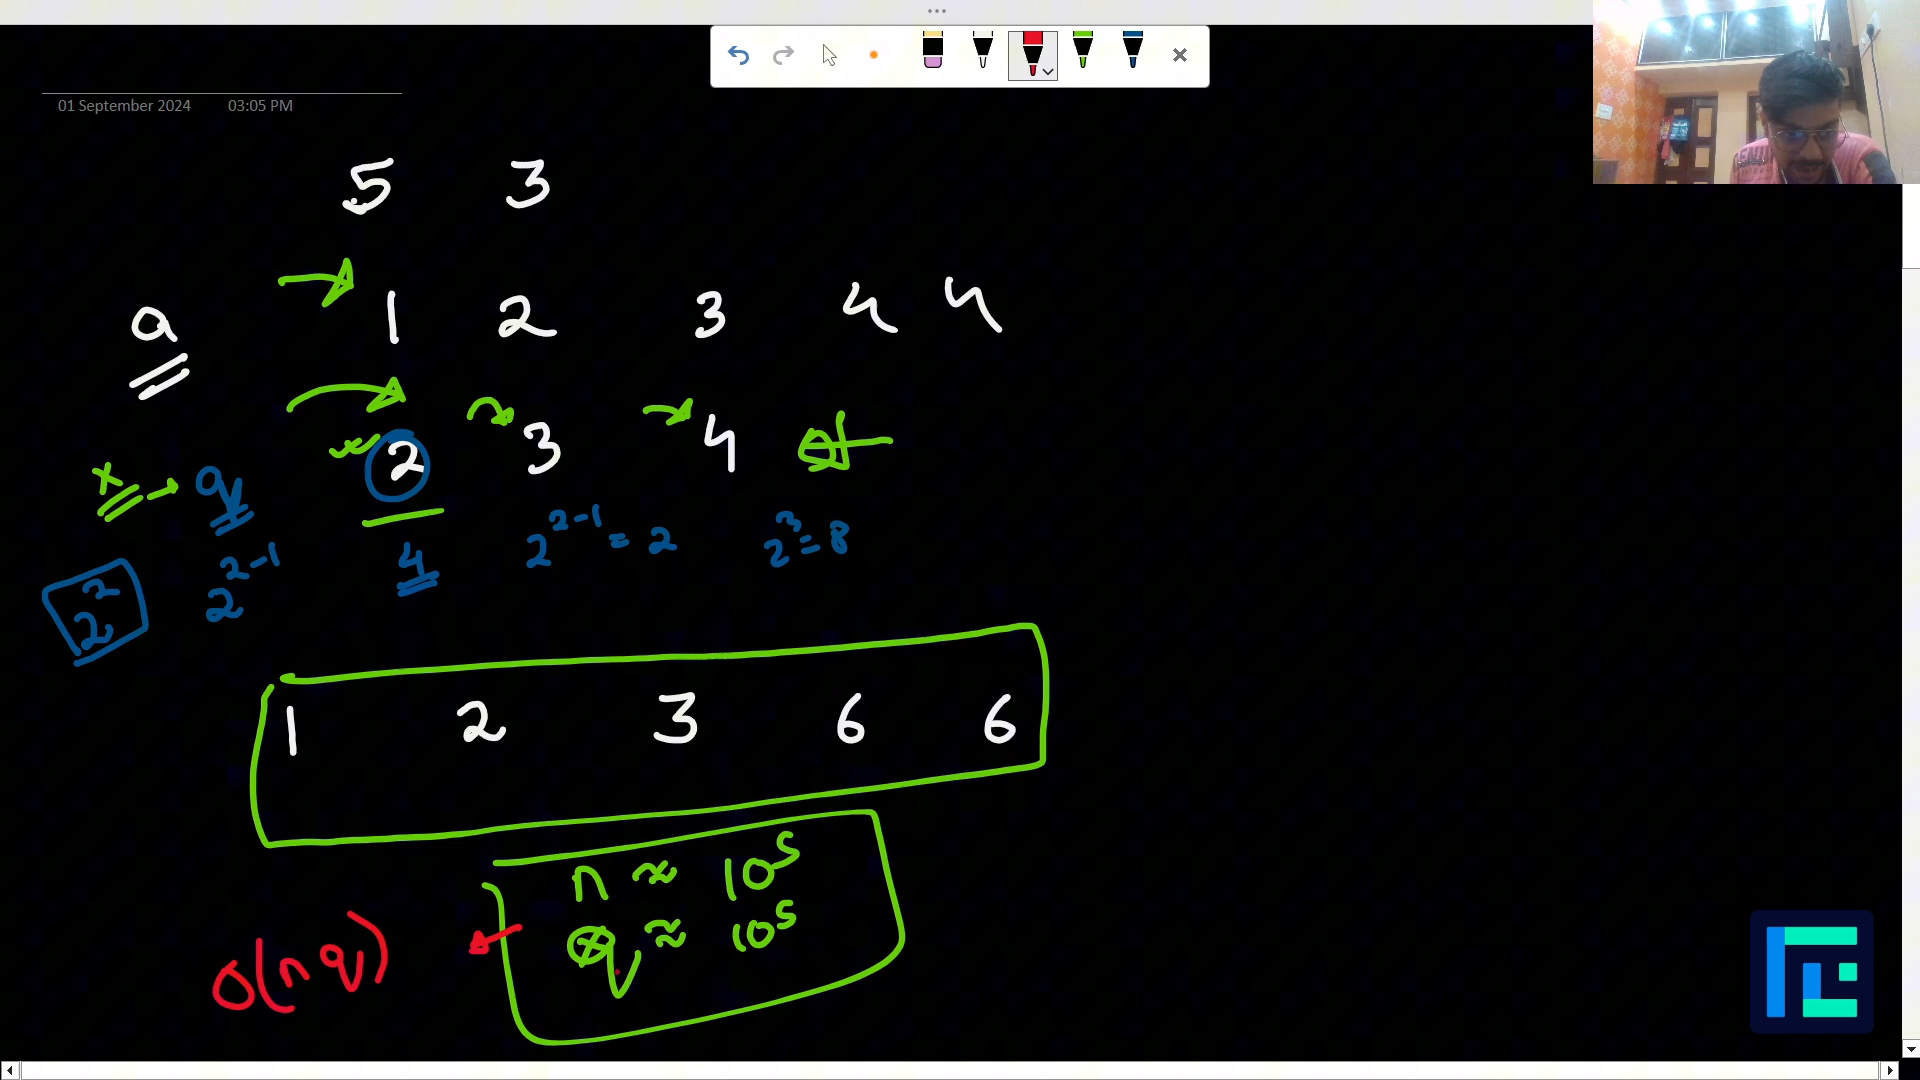 01 September 2024 03:05 PM
5 3
a 1 2 3 4 4
x → q 2 3 4
2^2 2^2-1 4 2^2-1 = 2 2^3 = 8
1 2 3 6 6
n ≈ 10^5
q ≈ 10^5
O(nq)